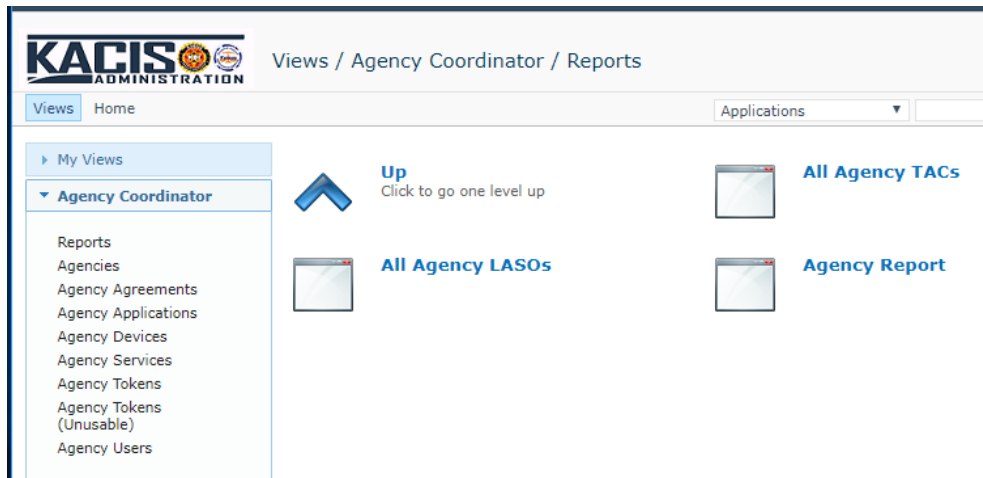 KACIS
ADMINISTRATION
Views / Agency Coordinator / Reports
Views Home
Applications
My Views
Agency Coordinator
Reports
Agencies
Agency Agreements
Agency Applications
Agency Devices
Agency Services
Agency Tokens
Agency Tokens
(Unusable)
Agency Users
Up
Click to go one level up
All Agency TACs
All Agency LASOs
Agency Report